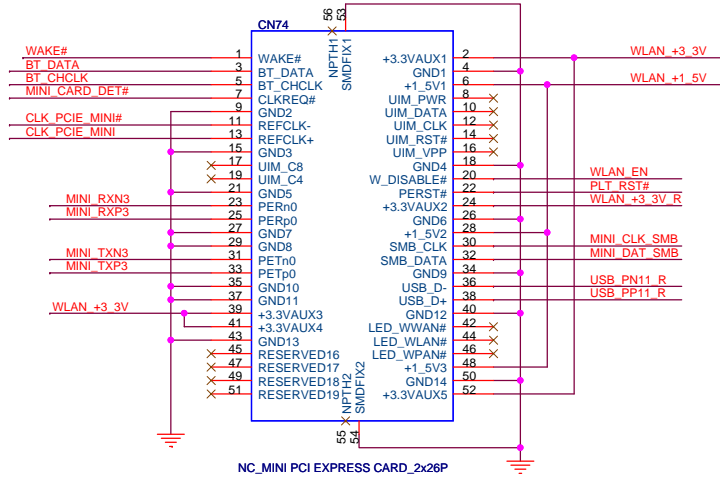 CN74
56 NPTH1
53 SMDFIX1
WAKE# 1 WAKE# +3.3VAUX1 2 WLAN_+3_3V
BT_DATA 3 BT_DATA GND1 4
BT_CHCLK 5 BT_CHCLK +1_5V1 6 WLAN_+1_5V
MINI_CARD_DET# 7 CLKREQ# UIM_PWR 8
9 GND2 UIM_DATA 10
CLK_PCIE_MINI# 11 REFCLK- UIM_CLK 12
CLK_PCIE_MINI 13 REFCLK+ UIM_RST# 14
15 GND3 UIM_VPP 16
17 UIM_C8 GND4 18
19 UIM_C4 W_DISABLE# 20 WLAN_EN
21 GND5 PERST# 22 PLT_RST#
MINI_RXN3 23 PERn0 +3.3VAUX2 24 WLAN_+3_3V_R
MINI_RXP3 25 PERp0 GND6 26
27 GND7 +1_5V2 28
29 GND8 SMB_CLK 30 MINI_CLK_SMB
MINI_TXN3 31 PETn0 SMB_DATA 32 MINI_DAT_SMB
MINI_TXP3 33 PETp0 GND9 34
35 GND10 USB_D- 36 USB_PN11_R
37 GND11 USB_D+ 38 USB_PP11_R
WLAN_+3_3V 39 +3.3VAUX3 GND12 40
41 +3.3VAUX4 LED_WWAN# 42
43 GND13 LED_WLAN# 44
45 RESERVED16 LED_WPAN# 46
47 RESERVED17 +1_5V3 48
49 RESERVED18 GND14 50
51 RESERVED19 +3.3VAUX5 52
55 NPTH2
54 SMDFIX2
NC_MINI PCI EXPRESS CARD_2x26P